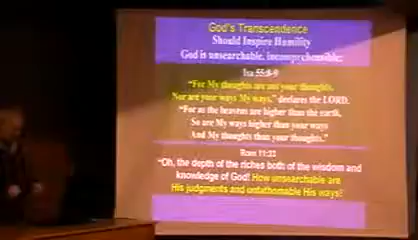 God's Transcendence
Should Inspire Humility
God is unsearchable, incomprehensible:
Isa 55:8-9
"For My thoughts are not your thoughts,
Nor are your ways My ways," declares the LORD.
"For as the heavens are higher than the earth,
So are My ways higher than your ways
And My thoughts than your thoughts."
Rom 11:33
"Oh, the depth of the riches both of the wisdom and
knowledge of God! How unsearchable are
His judgments and unfathomable His ways!